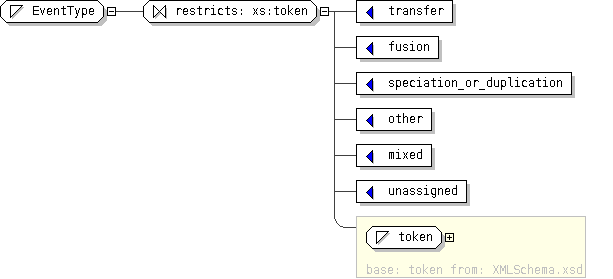 EventType
restricts: xs:token
transfer
fusion
speciation_or_duplication
other
mixed
unassigned
token
base: token from: XMLSchema.xsd